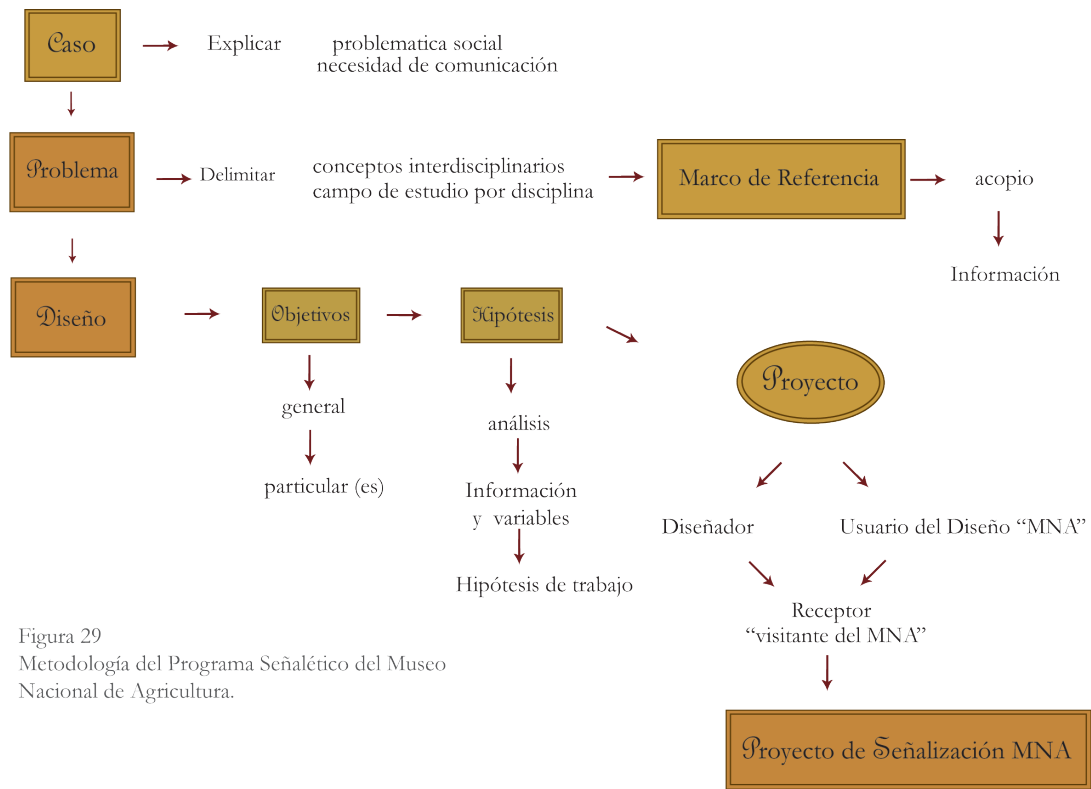 Caso
Explicar
problematica social
necesidad de comunicación
Problema
Delimitar
conceptos interdisciplinarios
campo de estudio por disciplina
Marco de Referencia
acopio
Información
Diseño
Objetivos
general
particular (es)
Hipótesis
análisis
Información
y variables
Hipótesis de trabajo
Proyecto
Diseñador
Usuario del Diseño “MNA”
Receptor
“visitante del MNA”
Proyecto de Señalización MNA
Figura 29
Metodología del Programa Señalético del Museo
Nacional de Agricultura.